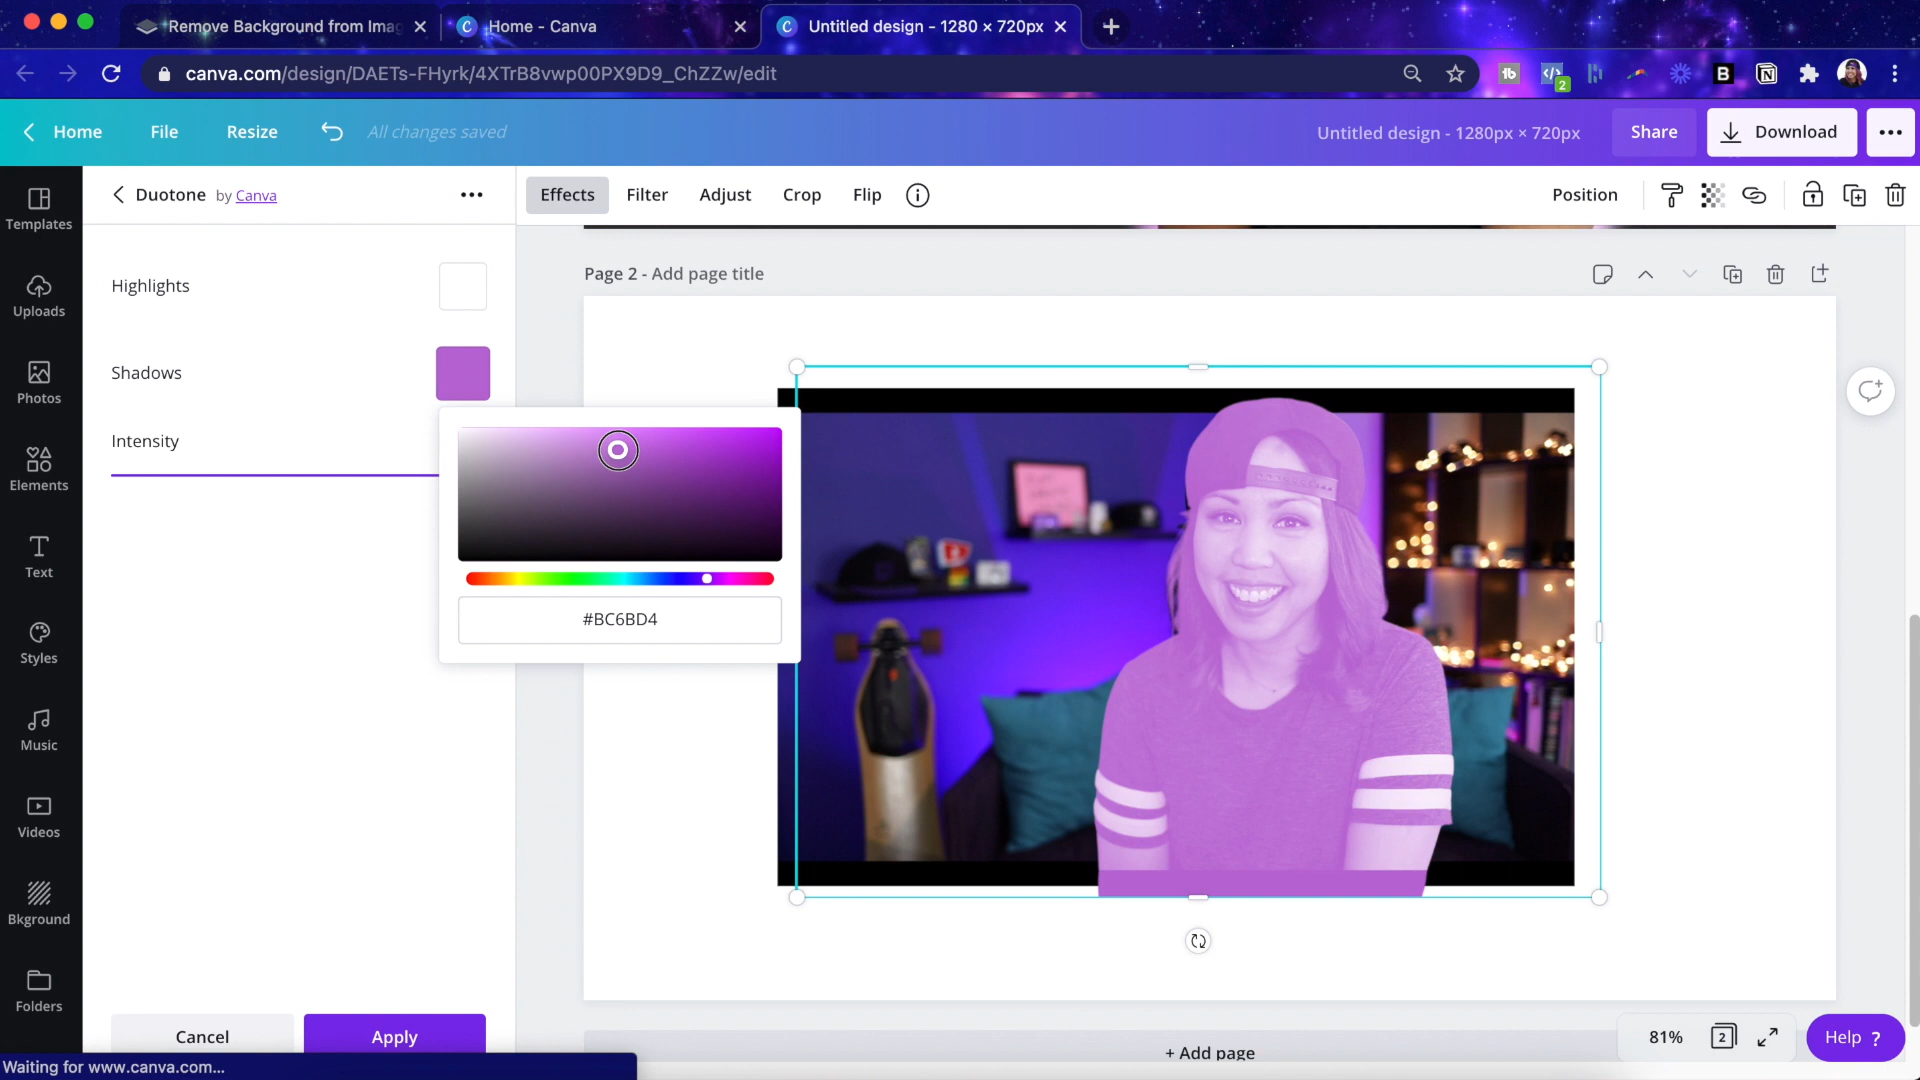 Remove Background from Imag
Home - Canva
Untitled design - 1280 × 720px
canva.com/design/DAETs-FHyrk/4XTrB8vwp00PX9D9_ChZZw/edit
2
Home
File
Resize
All changes saved
Untitled design - 1280px × 720px
Share
Download
Duotone by Canva
Effects
Filter
Adjust
Crop
Flip
Position
Templates
Uploads
Photos
Elements
Text
Styles
Music
Videos
Bkground
Folders
Highlights
Shadows
Intensity
#BC6BD4
Page 2 - Add page title
Cancel
Apply
+ Add page
81%
2
Help ?
Waiting for www.canva.com...